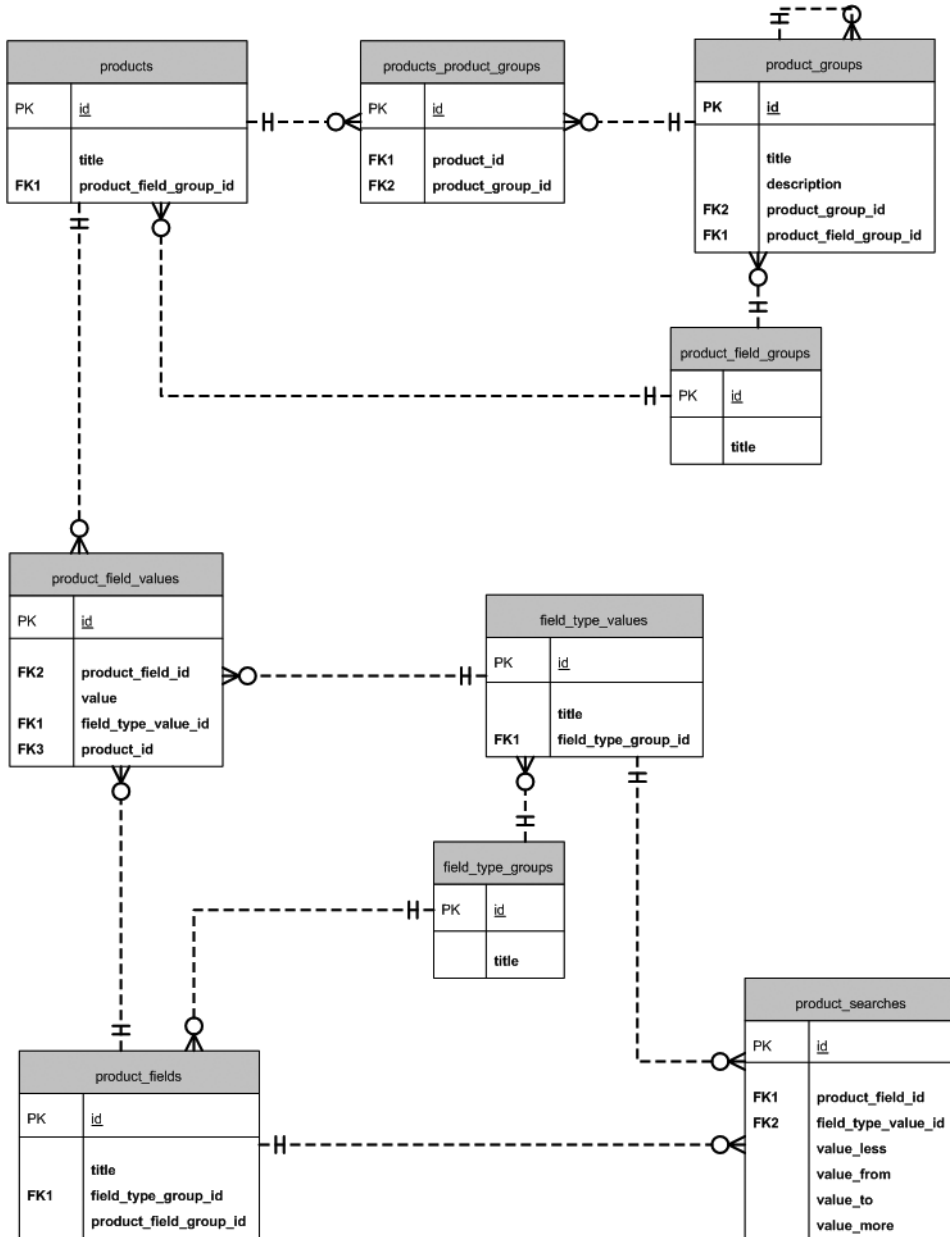 products
PK id
title
FK1 product_field_group_id
products_product_groups
PK id
FK1 product_id
FK2 product_group_id
product_groups
PK id
title
description
FK2 product_group_id
FK1 product_field_group_id
product_field_groups
PK id
title
product_field_values
PK id
FK2 product_field_id
value
FK1 field_type_value_id
FK3 product_id
field_type_values
PK id
title
FK1 field_type_group_id
field_type_groups
PK id
title
product_fields
PK id
title
FK1 field_type_group_id
product_field_group_id
product_searches
PK id
FK1 product_field_id
FK2 field_type_value_id
value_less
value_from
value_to
value_more